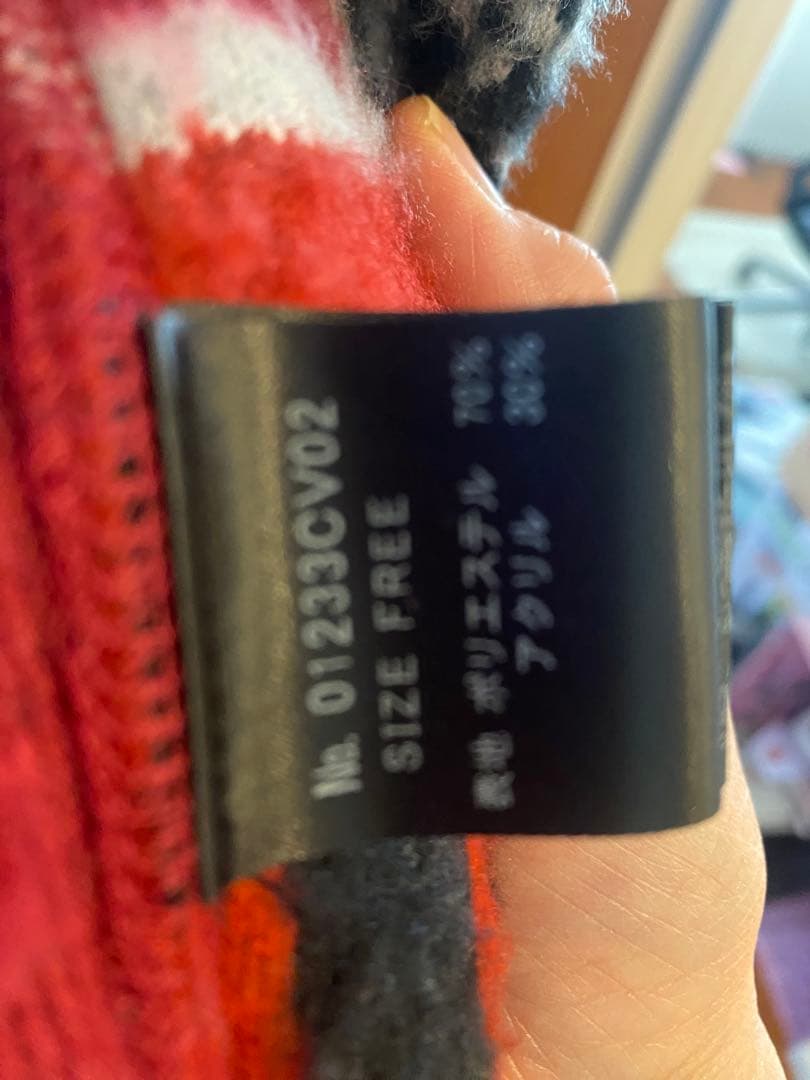 No. 01233CV02
SIZE FREE
表地 ポリエステル 70%
アクリル 30%